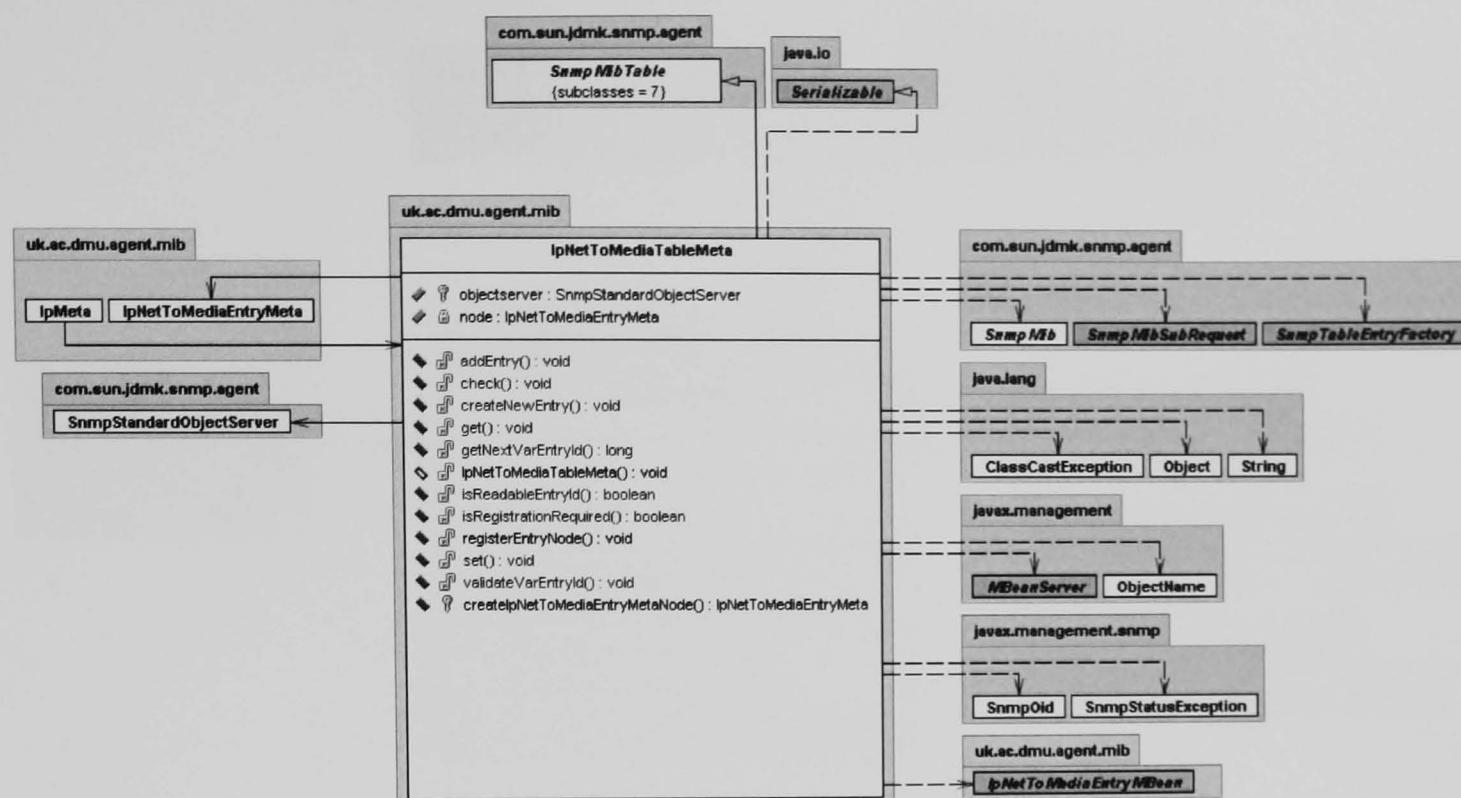 com.sun.jdmk.snmp.agent
SnmpMibTable
{subclasses = 7}
java.io
Serializable
uk.ac.dmu.agent.mib
IpMeta
IpNetToMediaEntryMeta
com.sun.jdmk.snmp.agent
SnmpStandardObjectServer
uk.ac.dmu.agent.mib
IpNetToMediaTableMeta
objectserver : SnmpStandardObjectServer
node : IpNetToMediaEntryMeta
addEntry() : void
check() : void
createNewEntry() : void
get() : void
getNextVarEntryId() : long
IpNetToMediaTableMeta() : void
isReadableEntryId() : boolean
isRegistrationRequired() : boolean
registerEntryNode() : void
set() : void
validateVarEntryId() : void
createIpNetToMediaEntryMetaNode() : IpNetToMediaEntryMeta
com.sun.jdmk.snmp.agent
SnmpMib
SnmpMibSubRequest
SnmpTableEntryFactory
java.lang
ClassCastException
Object
String
javax.management
MBeanServer
ObjectName
javax.management.snmp
SnmpOid
SnmpStatusException
uk.ac.dmu.agent.mib
IpNetToMediaEntryMBean